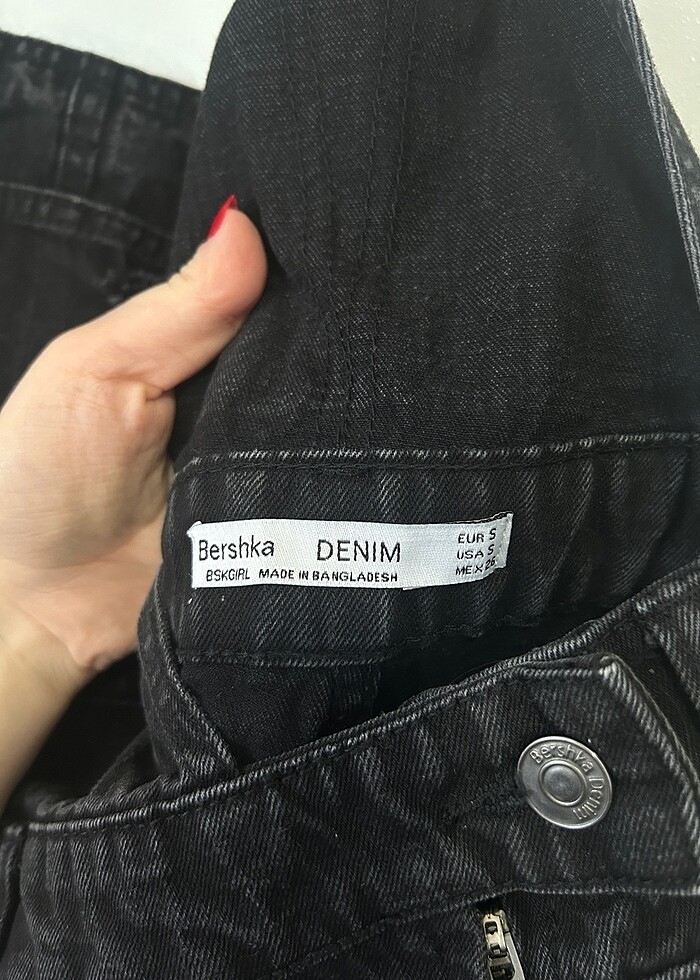 Bershka DENIM
BSKGIRL MADE IN BANGLADESH
EUR S
USA S
MEX 26
Bershka Denim